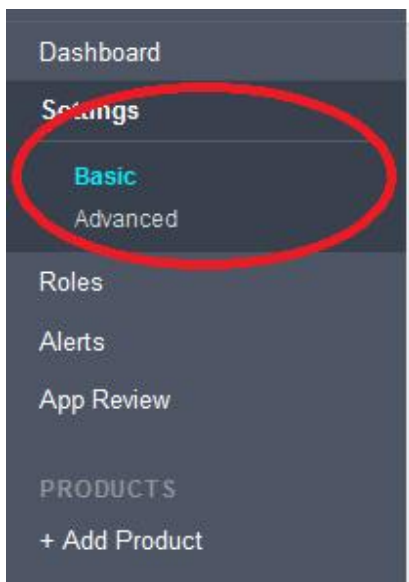 Dashboard
Settings
Basic
Advanced
Roles
Alerts
App Review
PRODUCTS
+ Add Product